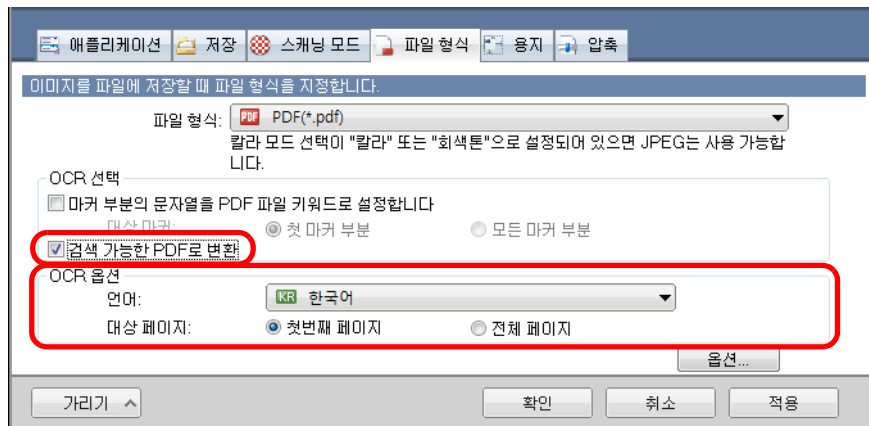 애플리케이션 저장 스캐닝 모드 파일 형식 용지 압축
이미지를 파일에 저장할 때 파일 형식을 지정합니다.
파일 형식: PDF PDF(*.pdf)
칼라 모드 선택이 "칼라" 또는 "회색톤"으로 설정되어 있으면 JPEG는 사용 가능합
니다.
OCR 선택
마커 부분의 문자열을 PDF 파일 키워드로 설정합니다
대상 마커: 첫 마커 부분 모든 마커 부분
검색 가능한 PDF로 변환
OCR 옵션
언어: KR 한국어
대상 페이지: 첫번째 페이지 전체 페이지
옵션...
가리기 확인 취소 적용